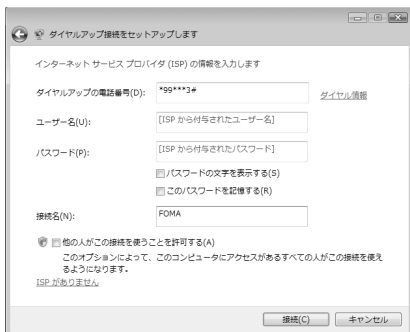 ダイヤルアップ接続をセットアップします
インターネット サービス プロバイダ (ISP) の情報を入力します
ダイヤルアップの電話番号(D):
*99***3#
ダイヤル情報
ユーザー名(U):
[ISP から付与されたユーザー名]
パスワード(P):
[ISP から付与されたパスワード]
パスワードの文字を表示する(S)
このパスワードを記憶する(R)
接続名(N):
FOMA
他の人がこの接続を使うことを許可する(A)
このオプションによって、このコンピュータにアクセスがあるすべての人がこの接続を使え
るようになります。
ISP がありません
接続(C)
キャンセル